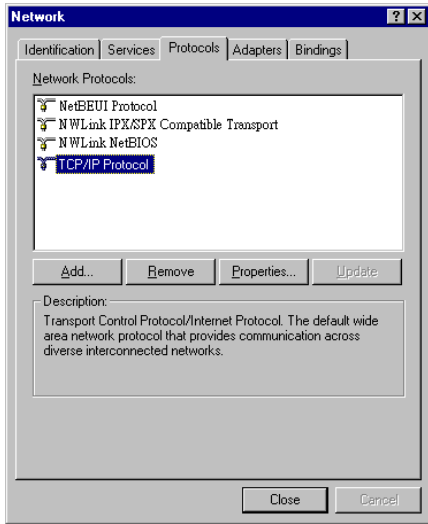 Network
Identification Services Protocols Adapters Bindings
Network Protocols:
NetBEUI Protocol
NWLink IPX/SPX Compatible Transport
NWLink NetBIOS
TCP/IP Protocol
Add... Remove Properties... Update
Description:
Transport Control Protocol/Internet Protocol. The default wide
area network protocol that provides communication across
diverse interconnected networks.
Close Cancel